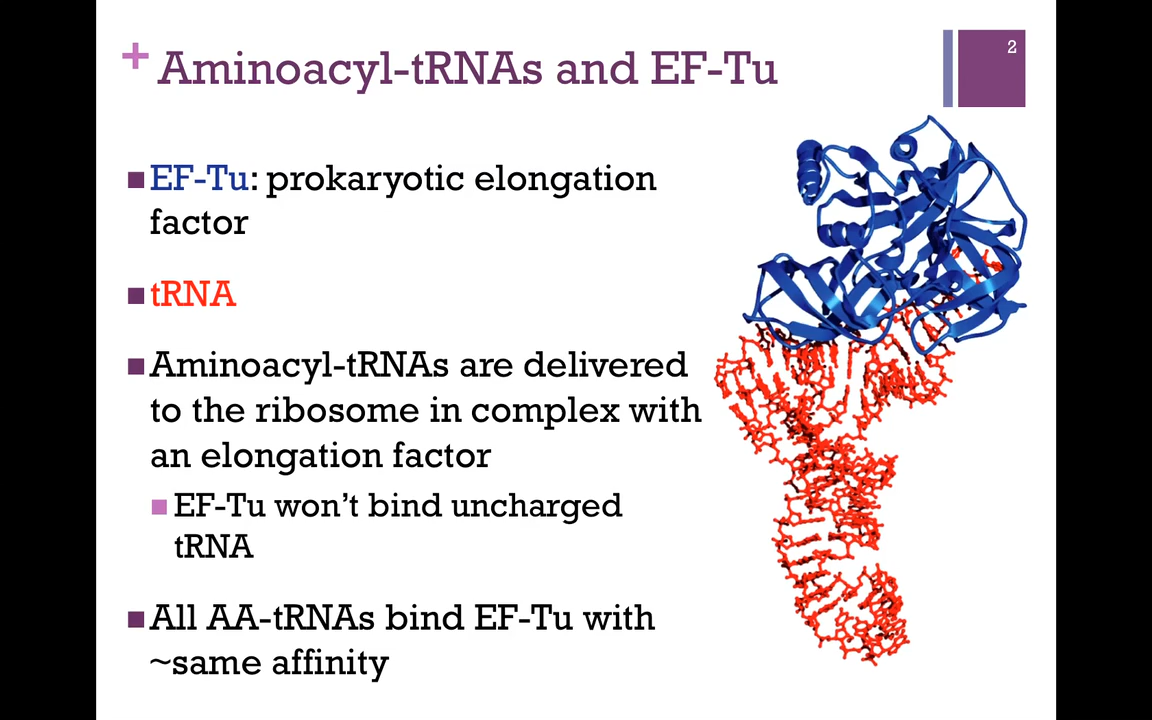 2
+ Aminoacyl-tRNAs and EF-Tu
EF-Tu: prokaryotic elongation
factor
tRNA
Aminoacyl-tRNAs are delivered
to the ribosome in complex with
an elongation factor
EF-Tu won’t bind uncharged
tRNA
All AA-tRNAs bind EF-Tu with
~same affinity